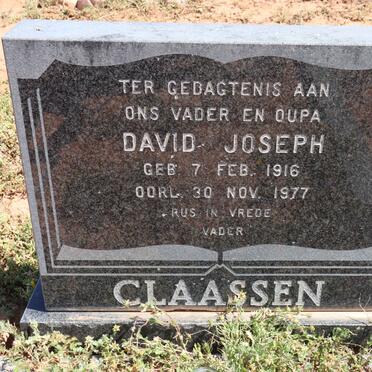 TER GEDAGTENIS AAN
ONS VADER EN OUPA
DAVID JOSEPH
GEB. 7 FEB. 1916
OORL. 30 NOV. 1977
RUS IN VREDE
VADER
CLAASSEN